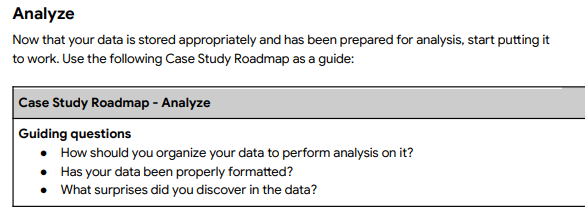 Analyze
Now that your data is stored appropriately and has been prepared for analysis, start putting it
to work. Use the following Case Study Roadmap as a guide:
Case Study Roadmap - Analyze
Guiding questions
● How should you organize your data to perform analysis on it?
● Has your data been properly formatted?
● What surprises did you discover in the data?